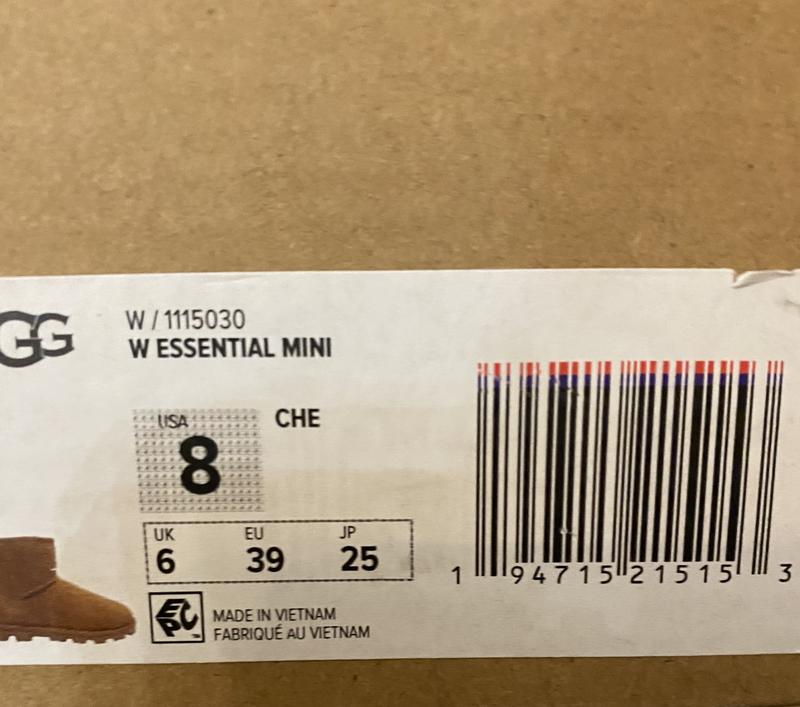 GG
W / 1115030
W ESSENTIAL MINI
USA
8
CHE
UK EU JP
6 39 25
EPC
MADE IN VIETNAM
FABRIQUÉ AU VIETNAM
1 94715 21515 3